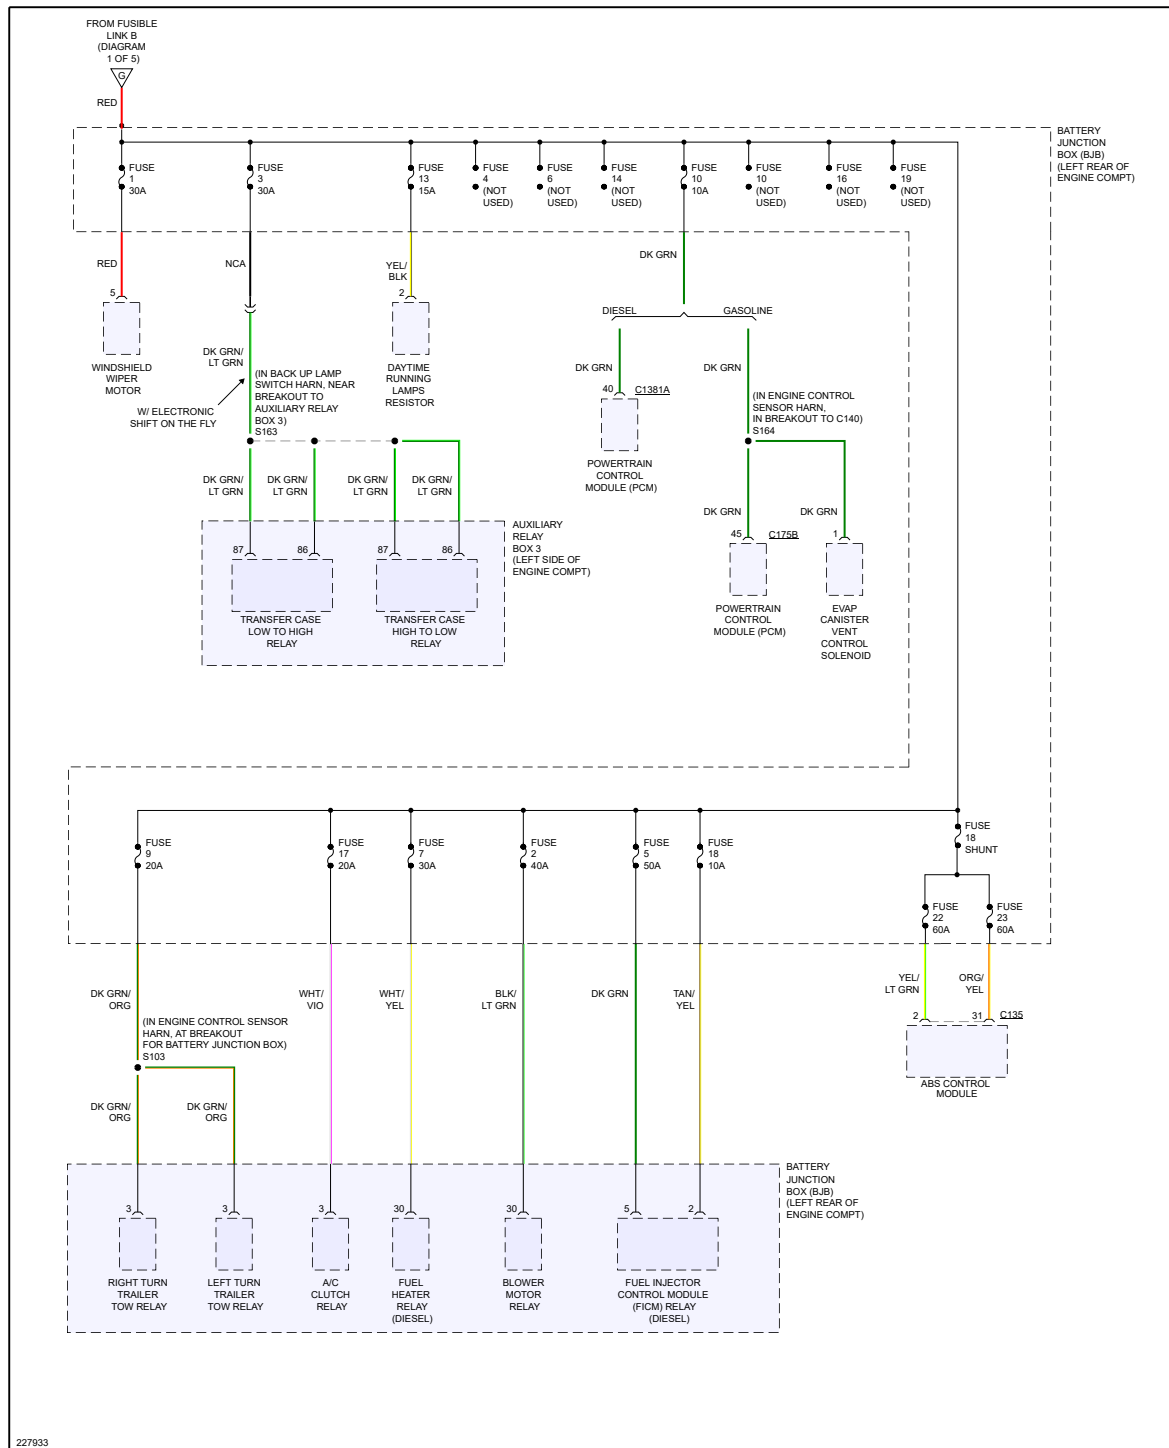 FROM FUSIBLE
LINK B
(DIAGRAM
1 OF 5)
G
RED
BATTERY
JUNCTION
BOX (BJB)
(LEFT REAR OF
ENGINE COMPT)
FUSE
1
30A
FUSE
3
30A
FUSE
13
15A
FUSE
4
(NOT
USED)
FUSE
6
(NOT
USED)
FUSE
14
(NOT
USED)
FUSE
10
10A
FUSE
10
(NOT
USED)
FUSE
16
(NOT
USED)
FUSE
19
(NOT
USED)
RED
NCA
YEL/
BLK
DK GRN
5
2
DIESEL
GASOLINE
WINDSHIELD
WIPER
MOTOR
DK GRN/
LT GRN
(IN BACK UP LAMP
SWITCH HARN, NEAR
BREAKOUT TO
AUXILIARY RELAY
BOX 3)
S163
W/ ELECTRONIC
SHIFT ON THE FLY
DAYTIME
RUNNING
LAMPS
RESISTOR
DK GRN
DK GRN
40
C1381A
(IN ENGINE CONTROL
SENSOR HARN,
IN BREAKOUT TO C140)
S164
POWERTRAIN
CONTROL
MODULE (PCM)
DK GRN/
LT GRN
DK GRN/
LT GRN
DK GRN/
LT GRN
DK GRN/
LT GRN
DK GRN
DK GRN
AUXILIARY
RELAY
BOX 3
(LEFT SIDE OF
ENGINE COMPT)
87
86
87
86
45
C175B
1
TRANSFER CASE
LOW TO HIGH
RELAY
TRANSFER CASE
HIGH TO LOW
RELAY
POWERTRAIN
CONTROL
MODULE (PCM)
EVAP
CANISTER
VENT
CONTROL
SOLENOID
FUSE
9
20A
FUSE
17
20A
FUSE
7
30A
FUSE
2
40A
FUSE
5
50A
FUSE
18
10A
FUSE
18
SHUNT
FUSE
22
60A
FUSE
23
60A
DK GRN/
ORG
WHT/
VIO
WHT/
YEL
BLK/
LT GRN
DK GRN
TAN/
YEL
YEL/
LT GRN
ORG/
YEL
(IN ENGINE CONTROL SENSOR
HARN, AT BREAKOUT
FOR BATTERY JUNCTION BOX)
S103
2
31
C135
ABS CONTROL
MODULE
DK GRN/
ORG
DK GRN/
ORG
BATTERY
JUNCTION
BOX (BJB)
(LEFT REAR OF
ENGINE COMPT)
3
3
3
30
30
5
2
RIGHT TURN
TRAILER
TOW RELAY
LEFT TURN
TRAILER
TOW RELAY
A/C
CLUTCH
RELAY
FUEL
HEATER
RELAY
(DIESEL)
BLOWER
MOTOR
RELAY
FUEL INJECTOR
CONTROL MODULE
(FICM) RELAY
(DIESEL)
227933